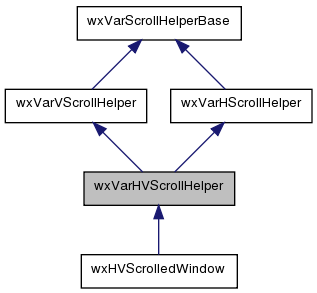 wxVarScrollHelperBase
wxVarVScrollHelper
wxVarHScrollHelper
wxVarHVScrollHelper
wxHVScrolledWindow